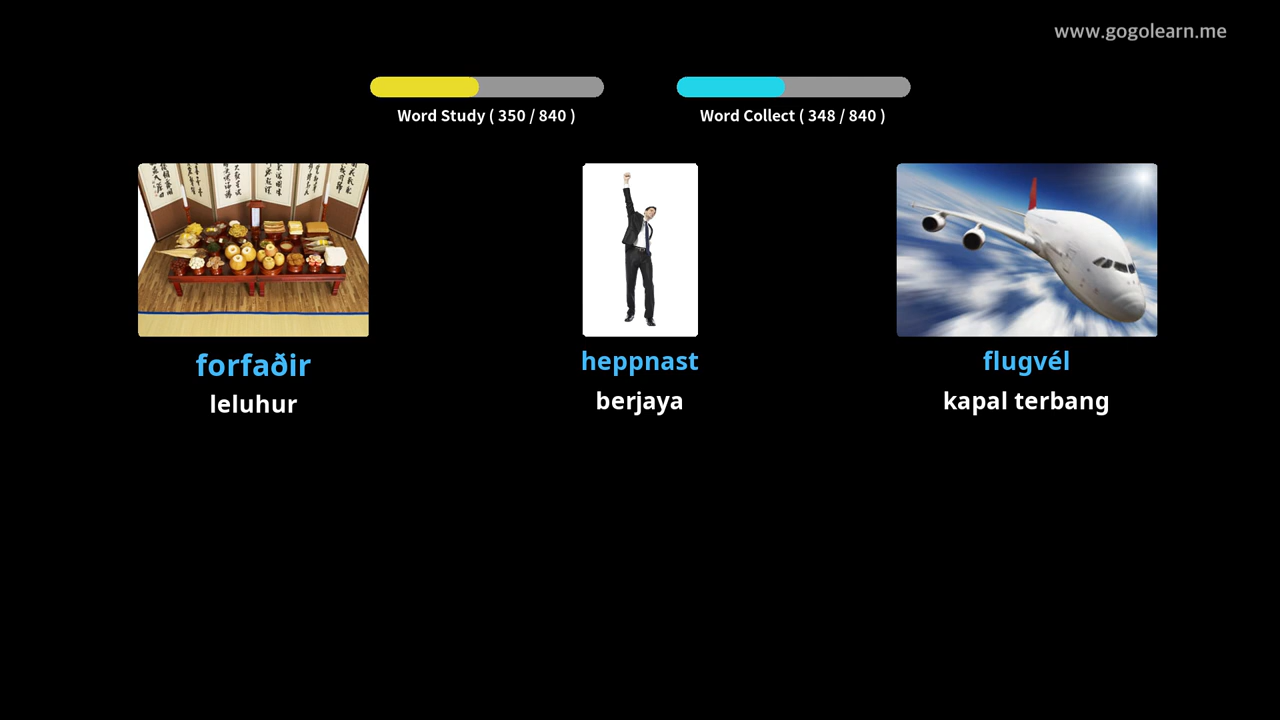 www.gogolearn.me
Word Study ( 350 / 840 )
Word Collect ( 348 / 840 )
forfaðir
heppnast
flugvél
leluhur
berjaya
kapal terbang